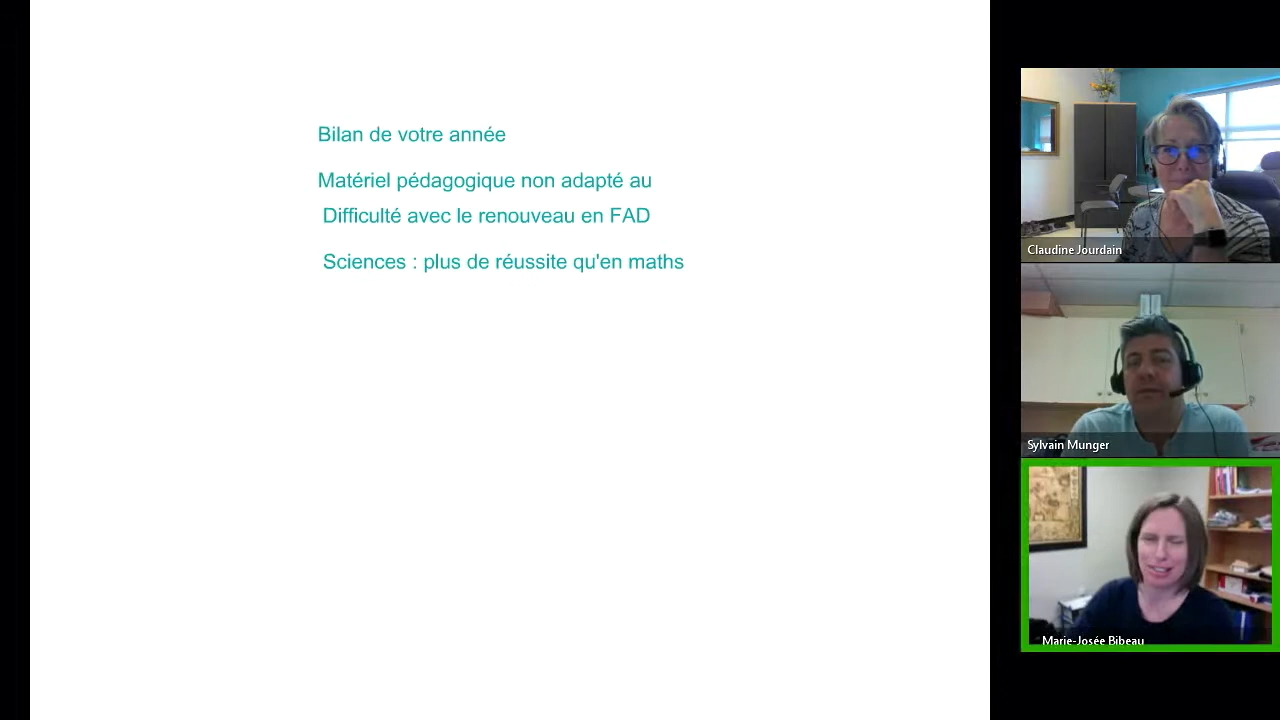 Bilan de votre année
Matériel pédagogique non adapté au
Difficulté avec le renouveau en FAD
Sciences : plus de réussite qu'en maths
Claudine Jourdain
Sylvain Munger
Marie-Josée Bibeau